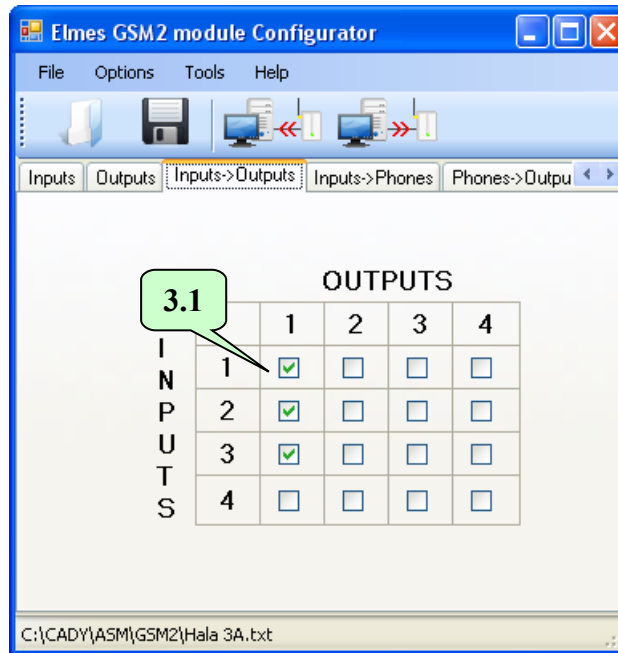 Elmes GSM2 module Configurator
File Options Tools Help
Inputs Outputs Inputs->Outputs Inputs->Phones Phones->Outpu
OUTPUTS
3.1
1 2 3 4
INPUTS
1
2
3
4
C:\CADY\ASM\GSM2\Hala 3A.txt